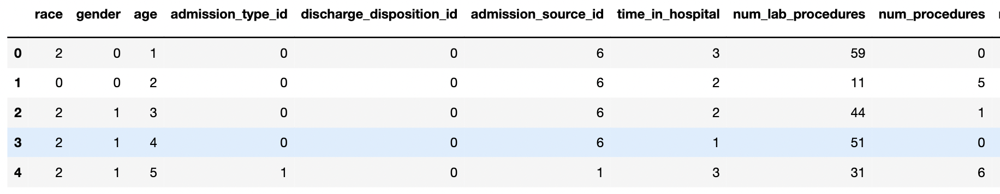 race gender age admission_type_id discharge_disposition_id admission_source_id time_in_hospital num_lab_procedures num_procedures
0 2 0 1 0 0 6 3 59 0
1 0 0 2 0 0 6 2 11 5
2 2 1 3 0 0 6 2 44 1
3 2 1 4 0 0 6 1 51 0
4 2 1 5 1 0 1 3 31 6